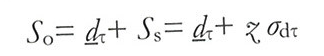 S₀ = d̲τ + Sₛ = d̲τ + z σdτ